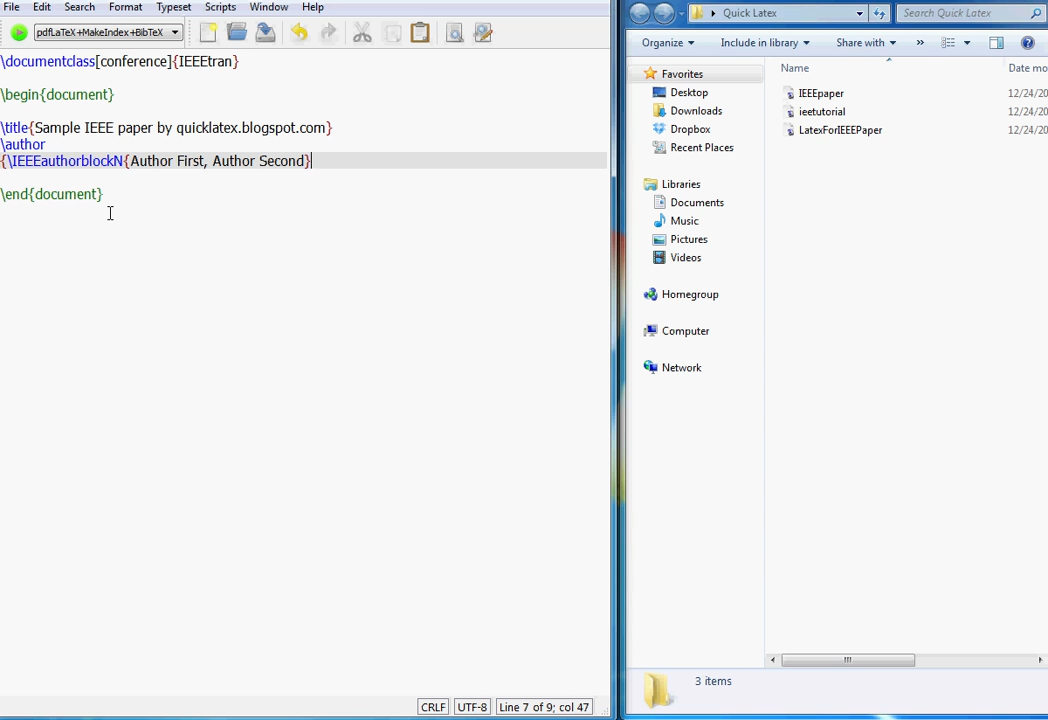 File Edit Search Format Typeset Scripts Window Help
pdfLaTeX+MakeIndex+BibTeX
\documentclass[conference]{IEEEtran}
\begin{document}
\title{Sample IEEE paper by quicklatex.blogspot.com}
\author
{\IEEEauthorblockN{Author First, Author Second}
\end{document}
CRLF UTF-8 Line 7 of 9; col 47
Quick Latex
Search Quick Latex
Organize Include in library Share with »
Favorites
Desktop
Downloads
Dropbox
Recent Places
Libraries
Documents
Music
Pictures
Videos
Homegroup
Computer
Network
Name Date mo
IEEEpaper 12/24/20
ieetutorial 12/24/20
LatexForIEEEPaper 12/24/20
3 items